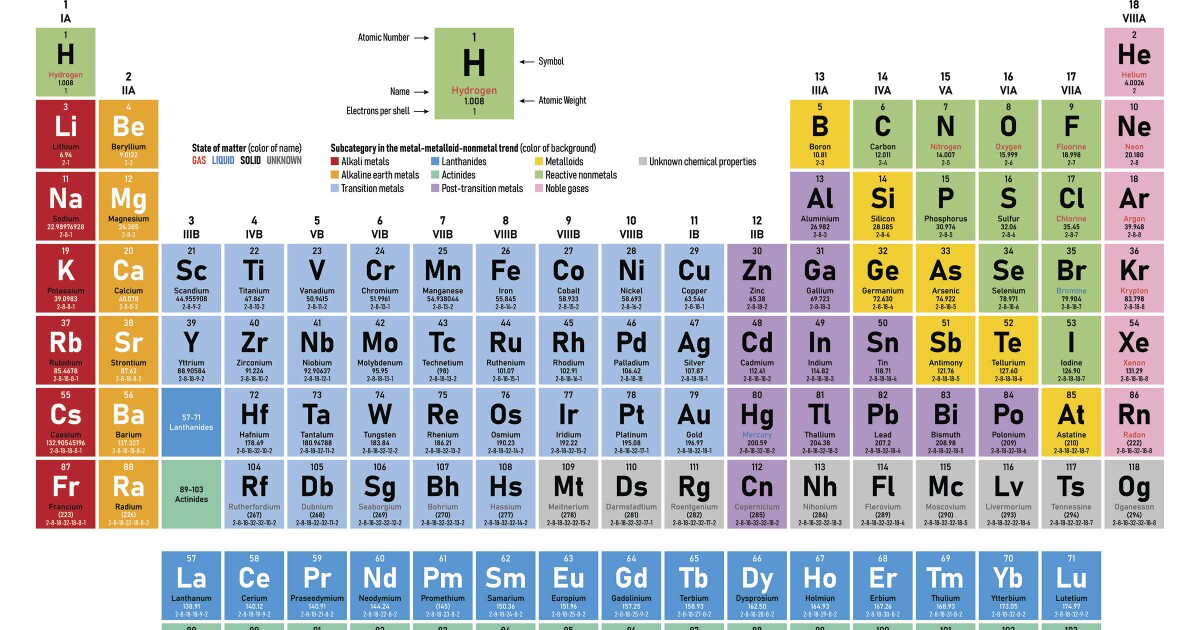 1 18
IA VIIIA
1 2
H He
Hydrogen Helium
1.008 4.0026
1 2
Atomic Number 1
H Symbol
Name Hydrogen
1.008 Atomic Weight
Electrons per shell 1
2 13 14 15 16 17
IIA IIIA IVA VA VIA VIIA
State of matter (color of name)
GAS LIQUID SOLID UNKNOWN
Subcategory in the metal-metalloid-nonmetal trend (color of background)
Alkali metals Lanthanides Metalloids Unknown chemical properties
Alkaline earth metals Actinides Reactive nonmetals
Transition metals Post-transition metals Noble gases
3 4 5 6 7 8 9 10
Li Be B C N O F Ne
Lithium Beryllium Boron Carbon Nitrogen Oxygen Fluorine Neon
6.94 9.0122 10.81 12.011 14.007 15.999 18.998 20.180
2-1 2-2 2-3 2-4 2-5 2-6 2-7 2-8
11 12 13 14 15 16 17 18
Na Mg Al Si P S Cl Ar
Sodium Magnesium Aluminium Silicon Phosphorus Sulfur Chlorine Argon
22.98976928 24.305 26.982 28.085 30.974 32.06 35.45 39.948
2-8-1 2-8-2 2-8-3 2-8-4 2-8-5 2-8-6 2-8-7 2-8-8
3 4 5 6 7 8 9 10 11 12
IIIB IVB VB VIB VIIB VIIIB VIIIB VIIIB IB IIB
19 20 21 22 23 24 25 26 27 28 29 30 31 32 33 34 35 36
K Ca Sc Ti V Cr Mn Fe Co Ni Cu Zn Ga Ge As Se Br Kr
Potassium Calcium Scandium Titanium Vanadium Chromium Manganese Iron Cobalt Nickel Copper Zinc Gallium Germanium Arsenic Selenium Bromine Krypton
39.0983 40.078 44.955908 47.867 50.9415 51.9961 54.938044 55.845 58.933 58.693 63.546 65.38 69.723 72.630 74.922 78.971 79.904 83.798
2-8-8-1 2-8-8-2 2-8-9-2 2-8-10-2 2-8-11-2 2-8-13-1 2-8-13-2 2-8-14-2 2-8-15-2 2-8-16-2 2-8-18-1 2-8-18-2 2-8-18-3 2-8-18-4 2-8-18-5 2-8-18-6 2-8-18-7 2-8-18-8
37 38 39 40 41 42 43 44 45 46 47 48 49 50 51 52 53 54
Rb Sr Y Zr Nb Mo Tc Ru Rh Pd Ag Cd In Sn Sb Te I Xe
Rubidium Strontium Yttrium Zirconium Niobium Molybdenum Technetium Ruthenium Rhodium Palladium Silver Cadmium Indium Tin Antimony Tellurium Iodine Xenon
85.4678 87.62 88.90584 91.224 92.90637 95.95 (98) 101.07 102.91 106.42 107.87 112.41 114.82 118.71 121.76 127.60 126.90 131.29
2-8-18-8-1 2-8-18-8-2 2-8-18-9-2 2-8-18-10-2 2-8-18-12-1 2-8-18-13-1 2-8-18-13-2 2-8-18-15-1 2-8-18-16-1 2-8-18-18 2-8-18-18-1 2-8-18-18-2 2-8-18-18-3 2-8-18-18-4 2-8-18-18-5 2-8-18-18-6 2-8-18-18-7 2-8-18-18-8
55 56 57-71 72 73 74 75 76 77 78 79 80 81 82 83 84 85 86
Cs Ba Lanthanides Hf Ta W Re Os Ir Pt Au Hg Tl Pb Bi Po At Rn
Caesium Barium Hafnium Tantalum Tungsten Rhenium Osmium Iridium Platinum Gold Mercury Thallium Lead Bismuth Polonium Astatine Radon
132.90545196 137.327 178.49 180.94788 183.84 186.21 190.23 192.22 195.08 196.97 200.59 204.38 207.2 208.98 (209) (210) (222)
2-8-18-18-8-1 2-8-18-18-8-2 2-8-18-32-10-2 2-8-18-32-11-2 2-8-18-32-12-2 2-8-18-32-13-2 2-8-18-32-14-2 2-8-18-32-15-2 2-8-18-32-17-1 2-8-18-32-18-1 2-8-18-32-18-2 2-8-18-32-18-3 2-8-18-32-18-4 2-8-18-32-18-5 2-8-18-32-18-6 2-8-18-32-18-7 2-8-18-32-18-8
87 88 89-103 104 105 106 107 108 109 110 111 112 113 114 115 116 117 118
Fr Ra Actinides Rf Db Sg Bh Hs Mt Ds Rg Cn Nh Fl Mc Lv Ts Og
Francium Radium Rutherfordium Dubnium Seaborgium Bohrium Hassium Meitnerium Darmstadtium Roentgenium Copernicium Nihonium Flerovium Moscovium Livermorium Tennessine Oganesson
(223) (226) (267) (268) (269) (270) (277) (278) (281) (282) (285) (286) (289) (290) (293) (294) (294)
2-8-18-32-18-8-1 2-8-18-32-18-8-2 2-8-18-32-32-10-2 2-8-18-32-32-11-2 2-8-18-32-32-12-2 2-8-18-32-32-13-2 2-8-18-32-32-14-2 2-8-18-32-32-15-2 2-8-18-32-32-17-1 2-8-18-32-32-17-2 2-8-18-32-32-18-2 2-8-18-32-32-18-3 2-8-18-32-32-18-4 2-8-18-32-32-18-5 2-8-18-32-32-18-6 2-8-18-32-32-18-7 2-8-18-32-32-18-8
57 58 59 60 61 62 63 64 65 66 67 68 69 70 71
La Ce Pr Nd Pm Sm Eu Gd Tb Dy Ho Er Tm Yb Lu
Lanthanum Cerium Praseodymium Neodymium Promethium Samarium Europium Gadolinium Terbium Dysprosium Holmiun Erbium Thulium Ytterbium Lutetium
138.91 140.12 140.91 144.24 (145) 150.36 151.96 157.25 158.93 162.50 164.93 167.26 168.93 173.05 174.97
2-8-18-18-9-2 2-8-18-19-9-2 2-8-18-21-8-2 2-8-18-22-8-2 2-8-18-23-8-2 2-8-18-24-8-2 2-8-18-25-8-2 2-8-18-25-9-2 2-8-18-27-8-2 2-8-18-28-8-2 2-8-18-29-8-2 2-8-18-30-8-2 2-8-18-31-8-2 2-8-18-32-8-2 2-8-18-32-9-2